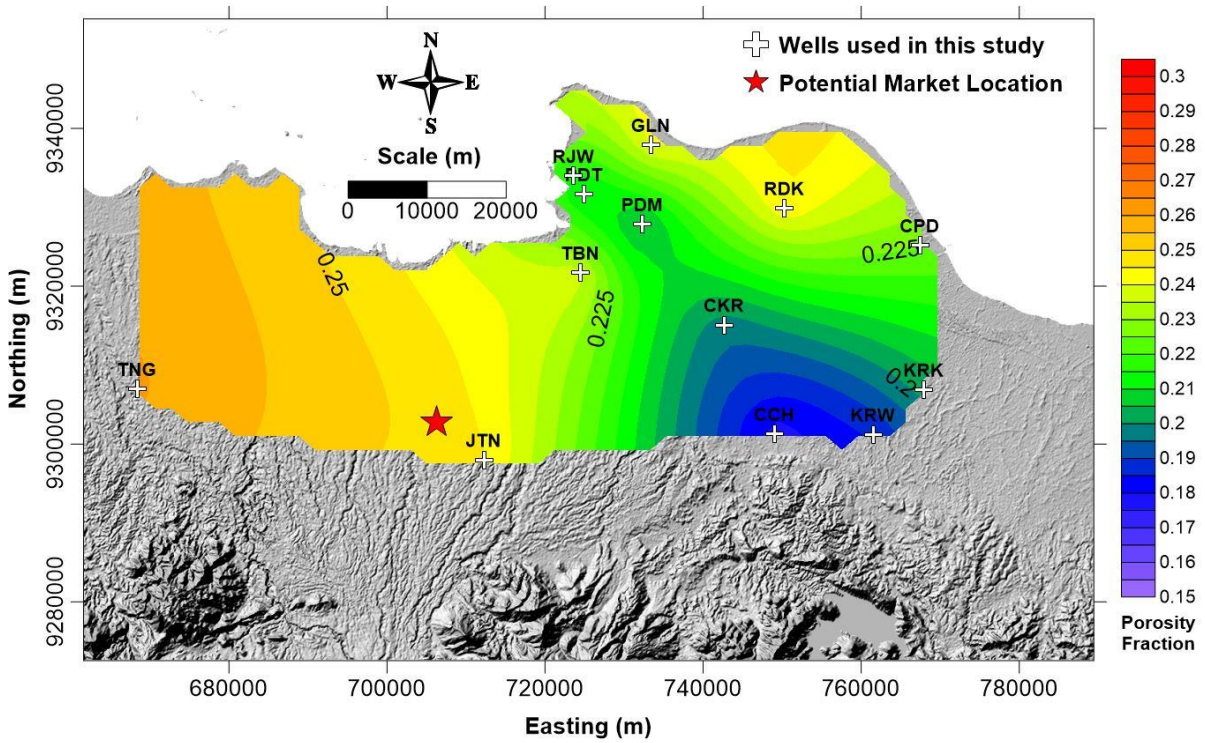 N
W E
S
Wells used in this study
Potential Market Location
Scale (m)
0 10000 20000
GLN
RJW
DT
PDM
RDK
CPD
TBN
CKR
TNG
KRK
CCH
KRW
JTN
0.25
0.225
0.225
0.2
0.3
0.29
0.28
0.27
0.26
0.25
0.24
0.23
0.22
0.21
0.2
0.19
0.18
0.17
0.16
0.15
Porosity
Fraction
Northing (m)
9340000
9320000
9300000
9280000
680000 700000 720000 740000 760000 780000
Easting (m)